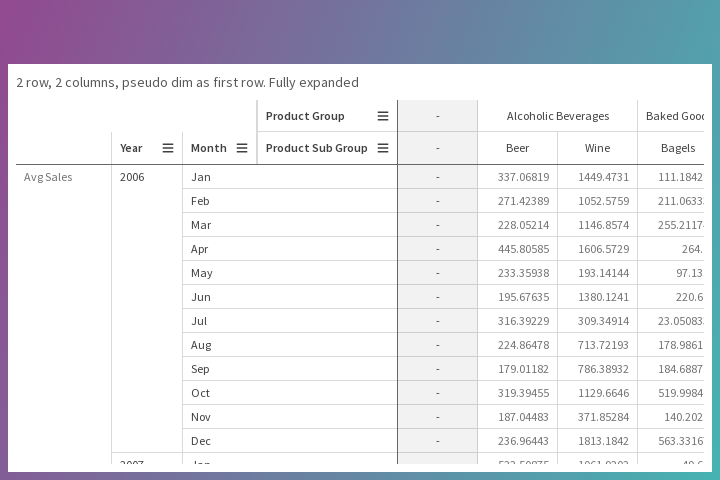 2 row, 2 columns, pseudo dim as first row. Fully expanded
Product Group - Alcoholic Beverages Baked
Year Month Product Sub Group - Beer Wine Bagels
Avg Sales 2006 Jan - 337.06819 1449.4731 111.1842
Feb - 271.42389 1052.5759 211.0633
Mar - 228.05214 1146.8574 255.2117
Apr - 445.80585 1606.5729 264.
May - 233.35938 193.14144 97.13
Jun - 195.67635 1380.1241 220.6
Jul - 316.39229 309.34914 23.05083
Aug - 224.86478 713.72193 178.9861
Sep - 179.01182 786.38932 184.6887
Oct - 319.39455 1129.6646 519.9984
Nov - 187.04483 371.85284 140.202
Dec - 236.96443 1813.1842 563.3316
2007 Jan -